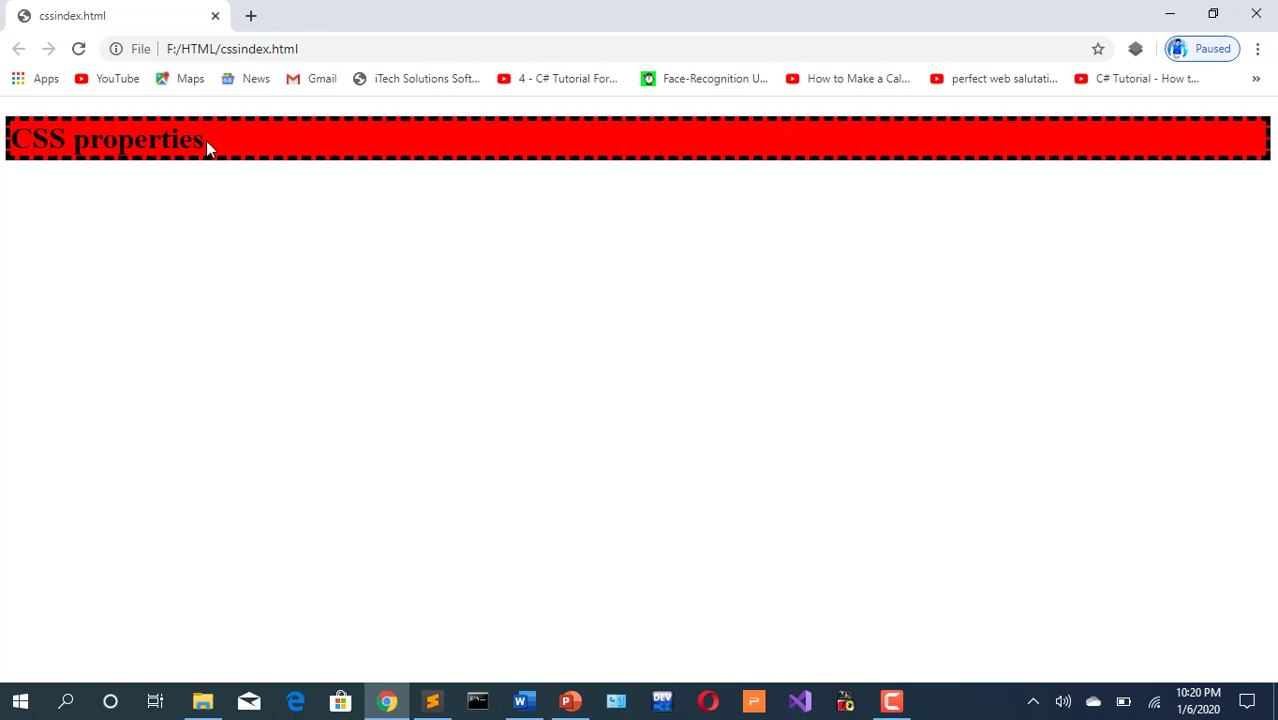 cssindex.html
File F:/HTML/cssindex.html Paused
Apps YouTube Maps News Gmail iTech Solutions Soft... 4 - C# Tutorial For... Face-Recognition U... How to Make a Cal... perfect web salutati... C# Tutorial - How t... »
CSS properties
W P DEV P
10:20 PM
1/6/2020